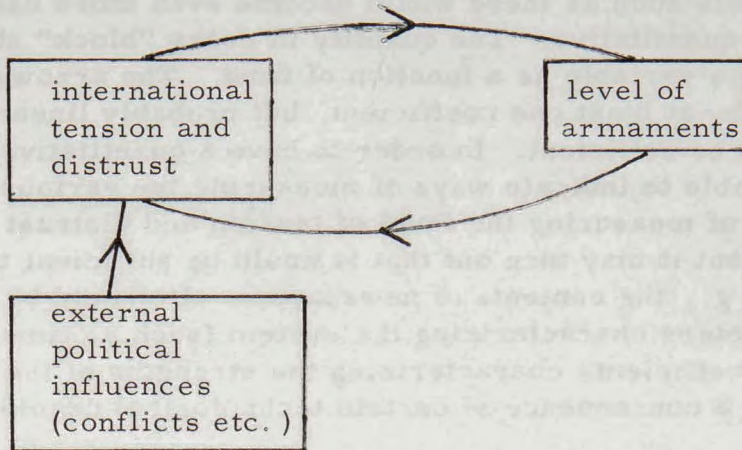 international
tension and
distrust
level of
armaments
external
political
influences
(conflicts etc. )